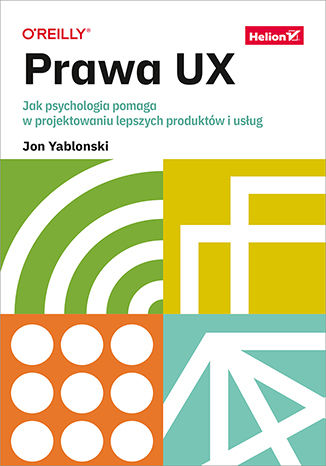 O'REILLY®
Helion
Prawa UX
Jak psychologia pomaga
w projektowaniu lepszych produktów i usług
Jon Yablonski